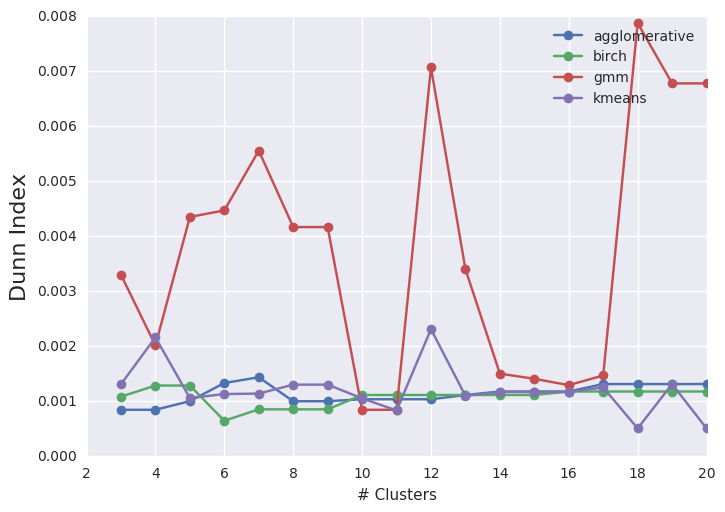 0.008
0.007
0.006
0.005
0.004
0.003
0.002
0.001
0.000
Dunn Index
agglomerative
birch
gmm
kmeans
2 4 6 8 10 12 14 16 18 20
# Clusters